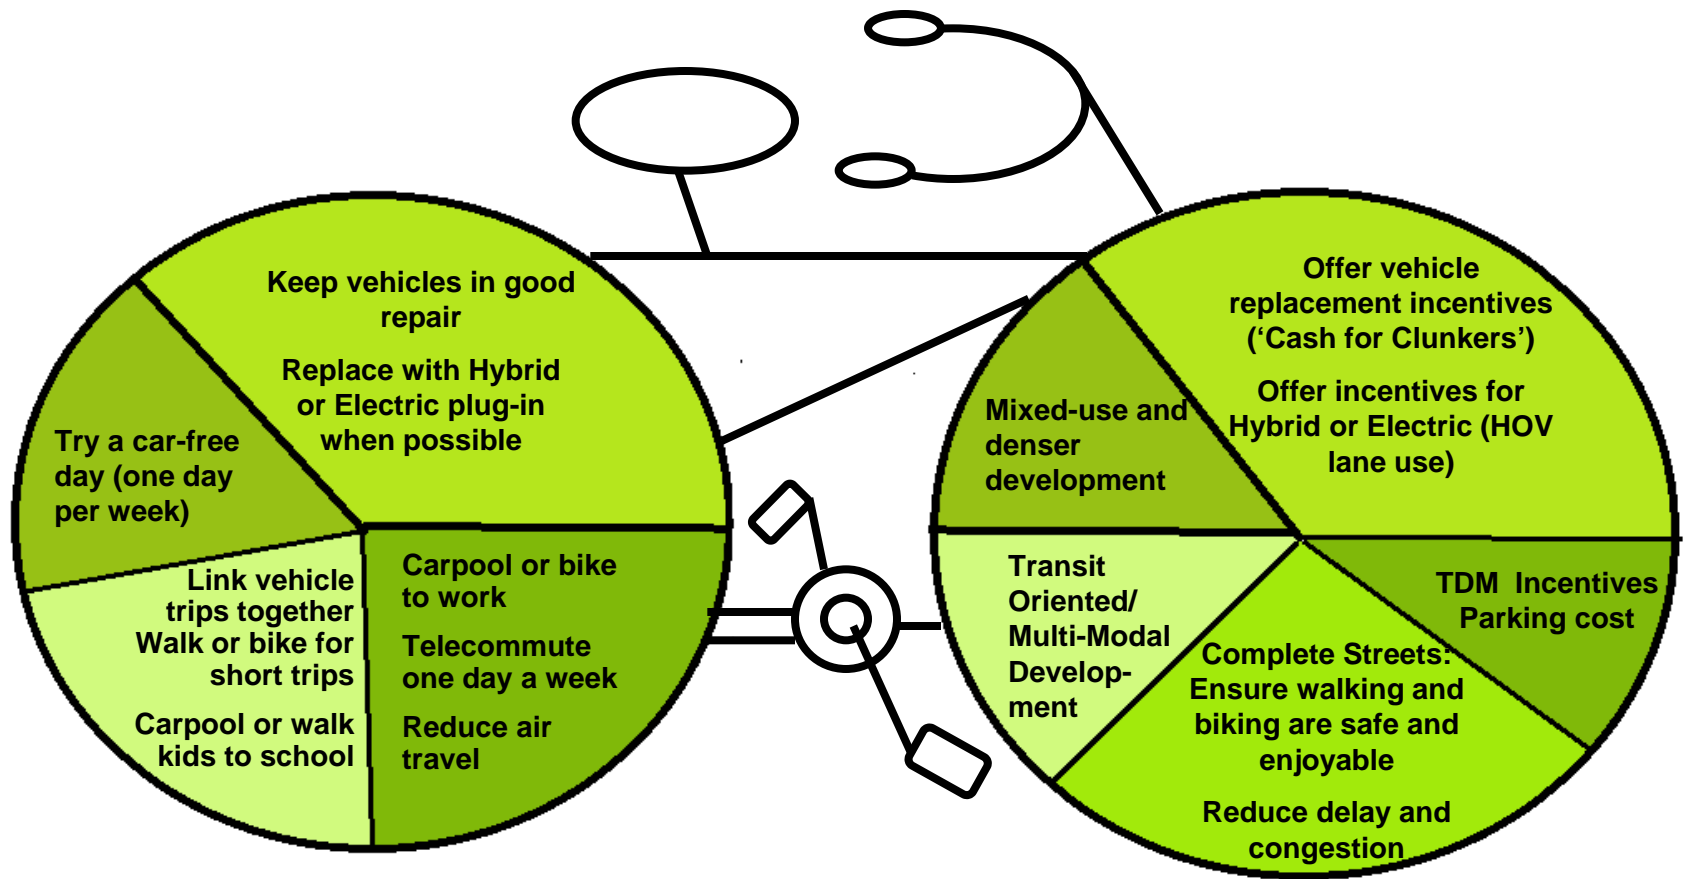 Keep vehicles in good
repair
Replace with Hybrid
or Electric plug-in
when possible
Try a car-free
day (one day
per week)
Link vehicle
trips together
Walk or bike for
short trips
Carpool or walk
kids to school
Carpool or bike
to work
Telecommute
one day a week
Reduce air
travel
Offer vehicle
replacement incentives
(‘Cash for Clunkers’)
Offer incentives for
Hybrid or Electric (HOV
lane use)
Mixed-use and
denser
development
Transit
Oriented/
Multi-Modal
Develop-
ment
TDM  Incentives
Parking cost
Complete Streets:
Ensure walking and
biking are safe and
enjoyable
Reduce delay and
congestion